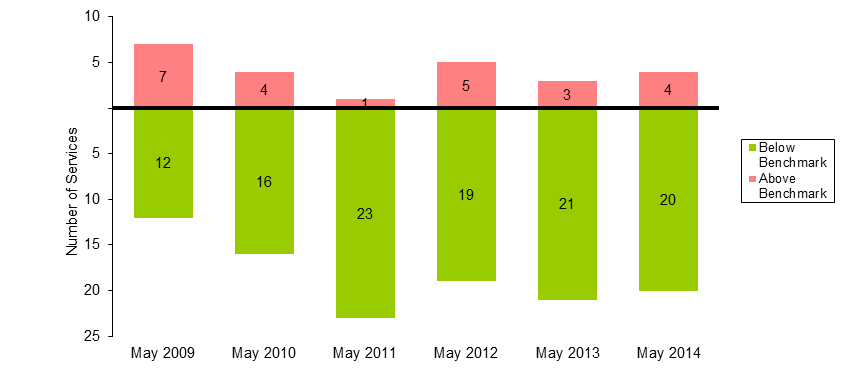 10
5
5
10
15
20
25
Number of Services
7
4
1
5
3
4
12
16
23
19
21
20
May 2009
May 2010
May 2011
May 2012
May 2013
May 2014
Below
Benchmark
Above
Benchmark